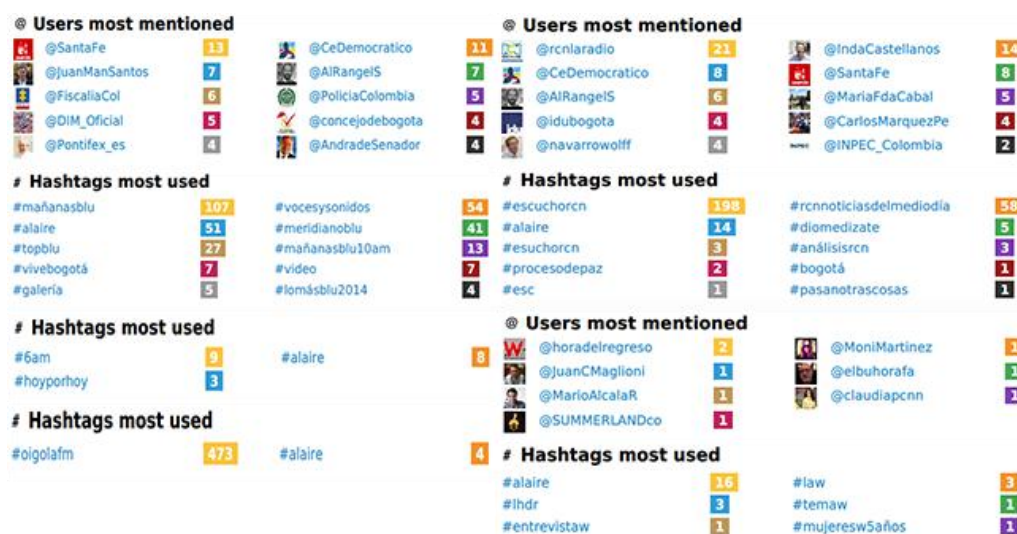 @ Users most mentioned
@SantaFe 13 @CeDemocratico 11
@JuanManSantos 7 @AlRangelS 7
@FiscaliaCol 6 @PoliciaColombia 5
@DIM_Oficial 5 @concejodebogota 4
@Pontifex_es 4 @AndradeSenador 4
# Hashtags most used
#mañanasblu 107 #vocesysonidos 54
#alaire 51 #meridianoblu 41
#topblu 27 #mañanasblu10am 13
#vivebogotá 7 #video 7
#galería 5 #lomásblu2014 4
# Hashtags most used
#6am 9 #alaire 8
#hoyporhoy 3
# Hashtags most used
#oigolafm 473 #alaire 4
@ Users most mentioned
@rcnlaradio 21 @IndaCastellanos 14
@CeDemocratico 8 @SantaFe 8
@AlRangelS 6 @MariaFdaCabal 5
@idubogota 4 @CarlosMarquezPe 4
@navarrowolff 4 @INPEC_Colombia 2
# Hashtags most used
#escuchorcn 198 #rcnnoticiasdelmediodía 58
#alaire 14 #diomedizate 5
#esuchorcn 3 #análisisrcn 3
#procesodepaz 2 #bogotá 1
#esc 1 #pasanotrascosas 1
@ Users most mentioned
@horadelregreso 2 @MoniMartinez 1
@JuanCMaglioni 1 @elbuhorafa 1
@MarioAlcalaR 1 @claudiapcnn 1
@SUMMERLANDco 1
# Hashtags most used
#alaire 16 #law 3
#lhdr 3 #temaw 1
#entrevistaw 1 #mujeresw5años 1